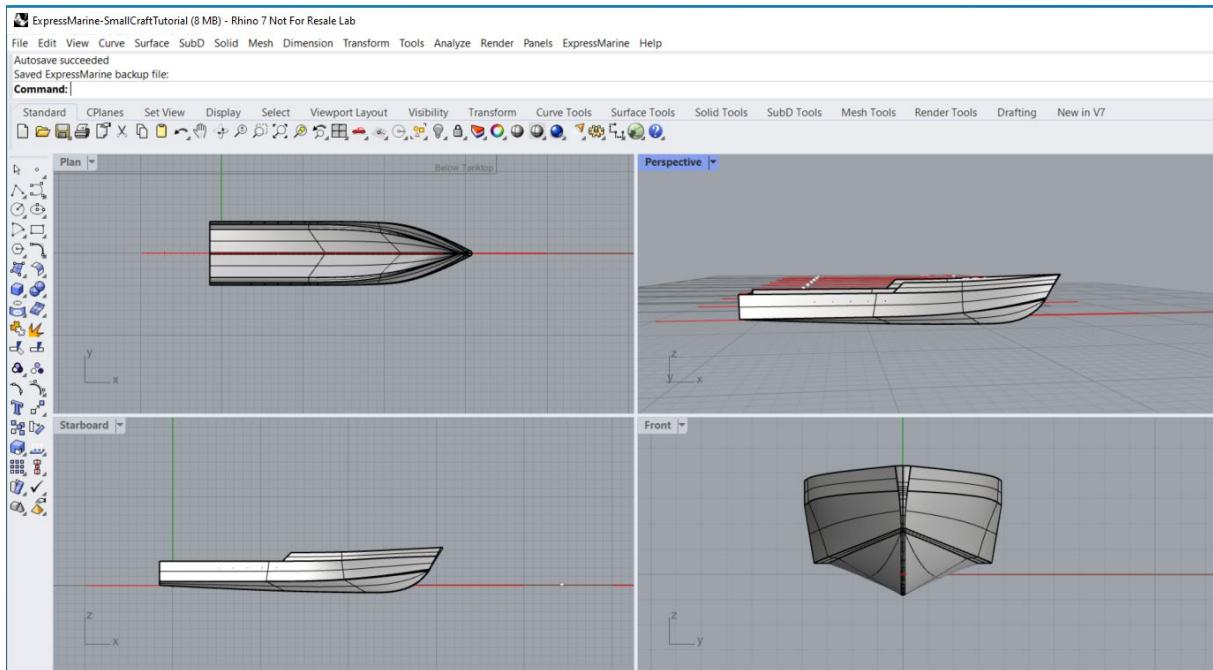 ExpressMarine-SmallCraftTutorial (8 MB) - Rhino 7 Not For Resale Lab
File Edit View Curve Surface SubD Solid Mesh Dimension Transform Tools Analyze Render Panels ExpressMarine Help
Autosave succeeded
Saved ExpressMarine backup file:
Command:
Standard CPlanes Set View Display Select Viewport Layout Visibility Transform Curve Tools Surface Tools Solid Tools SubD Tools Mesh Tools Render Tools Drafting New in V7
Plan
Below Tanktop
y
x
Perspective
z
y x
Starboard
z
x
Front
z
y